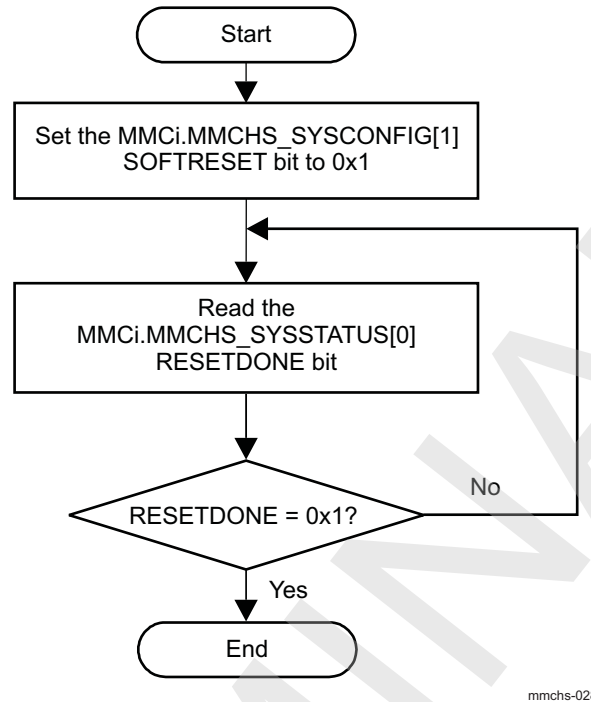 Start
Set the MMCi.MMCHS_SYSCONFIG[1]
SOFTRESET bit to 0x1
Read the
MMCi.MMCHS_SYSSTATUS[0]
RESETDONE bit
RESETDONE = 0x1?
No
Yes
End